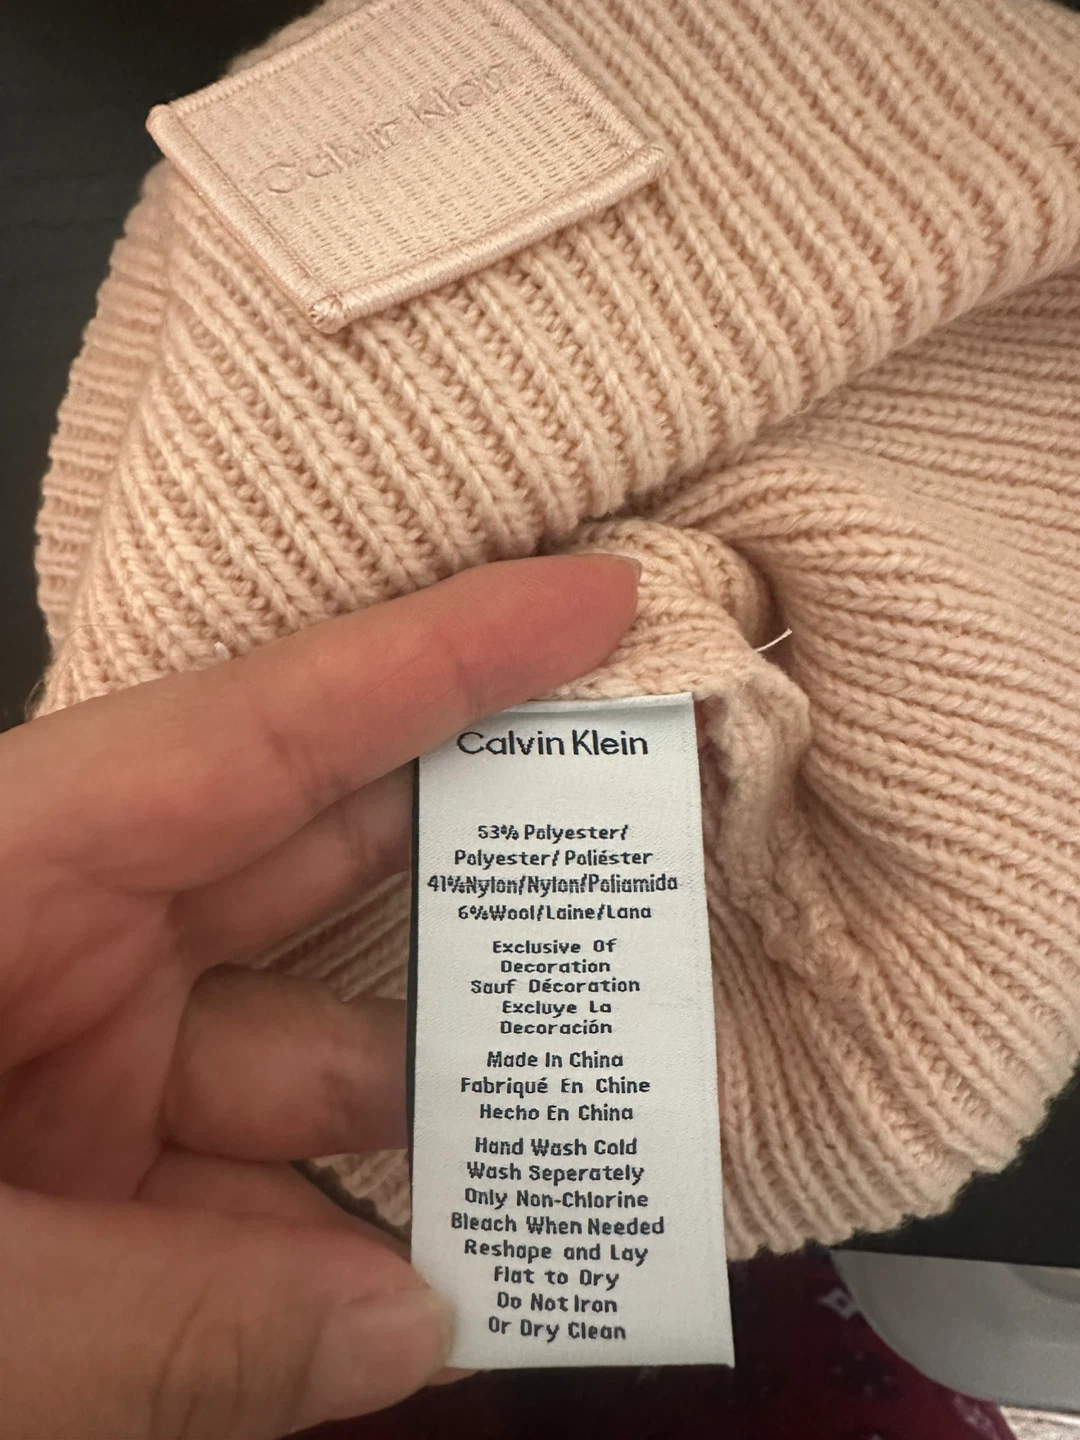 Calvin Klein
Calvin Klein
53% Polyester/
Polyester/ Poliéster
41%Nylon/Nylon/Poliamida
6%Wool/Laine/Lana
Exclusive Of
Decoration
Sauf Décoration
Excluye La
Decoración
Made In China
Fabriqué En Chine
Hecho En China
Hand Wash Cold
Wash Seperately
Only Non-Chlorine
Bleach When Needed
Reshape and Lay
Flat to Dry
Do Not Iron
Or Dry Clean